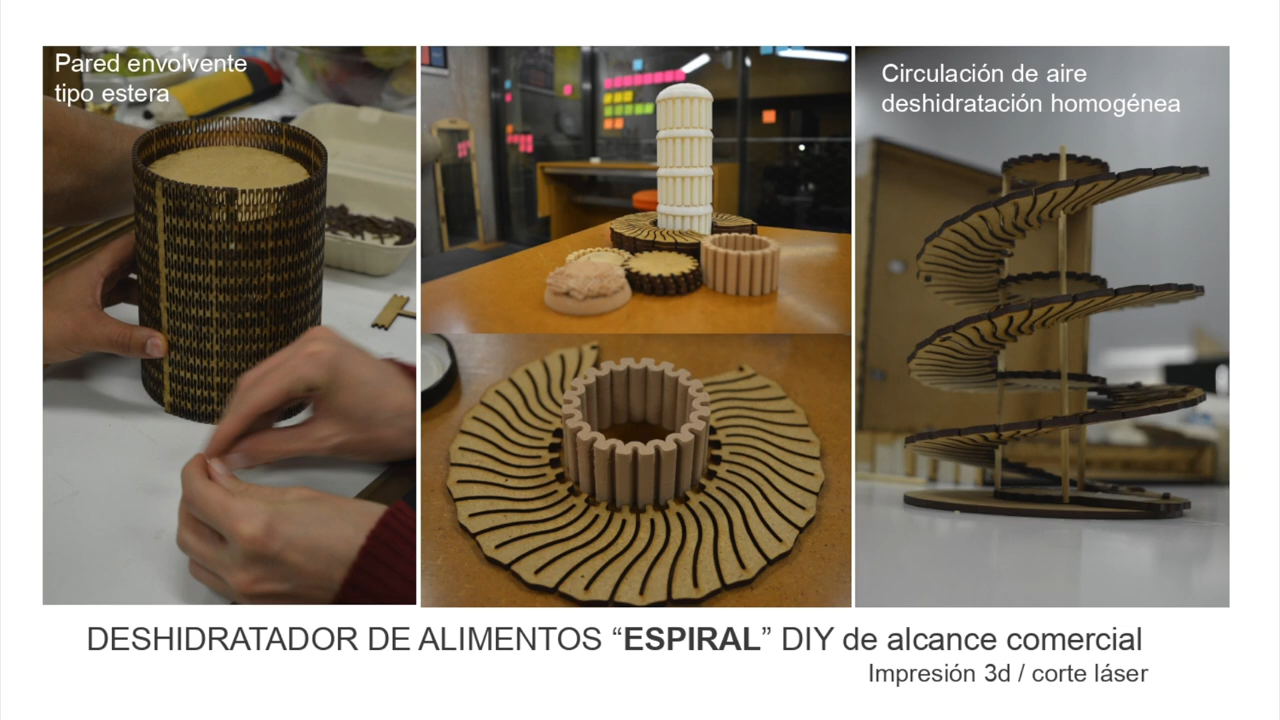 Pared envolvente
tipo estera
Circulación de aire
deshidratación homogénea
DESHIDRATADOR DE ALIMENTOS “ESPIRAL” DIY de alcance comercial
Impresión 3d / corte láser